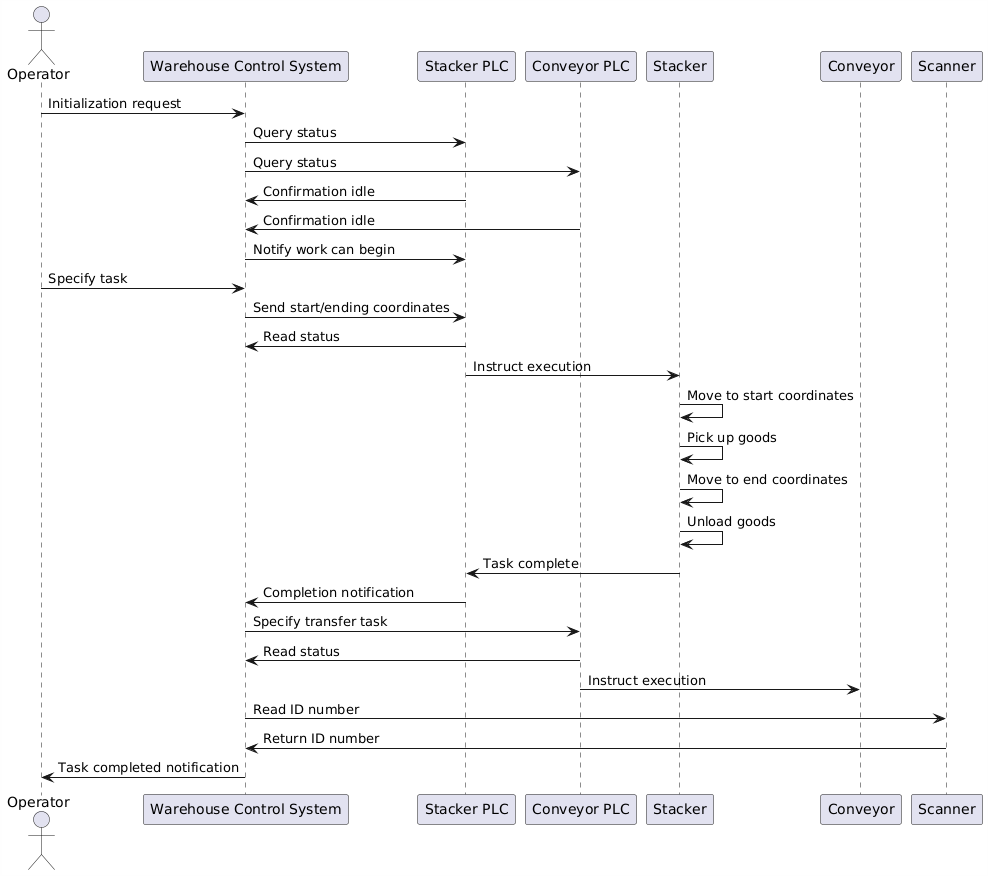 Operator
Warehouse Control System
Stacker PLC
Conveyor PLC
Stacker
Conveyor
Scanner
Initialization request
Query status
Query status
Confirmation idle
Confirmation idle
Notify work can begin
Specify task
Send start/ending coordinates
Read status
Instruct execution
Move to start coordinates
Pick up goods
Move to end coordinates
Unload goods
Task complete
Completion notification
Specify transfer task
Read status
Instruct execution
Read ID number
Return ID number
Task completed notification
Operator
Warehouse Control System
Stacker PLC
Conveyor PLC
Stacker
Conveyor
Scanner